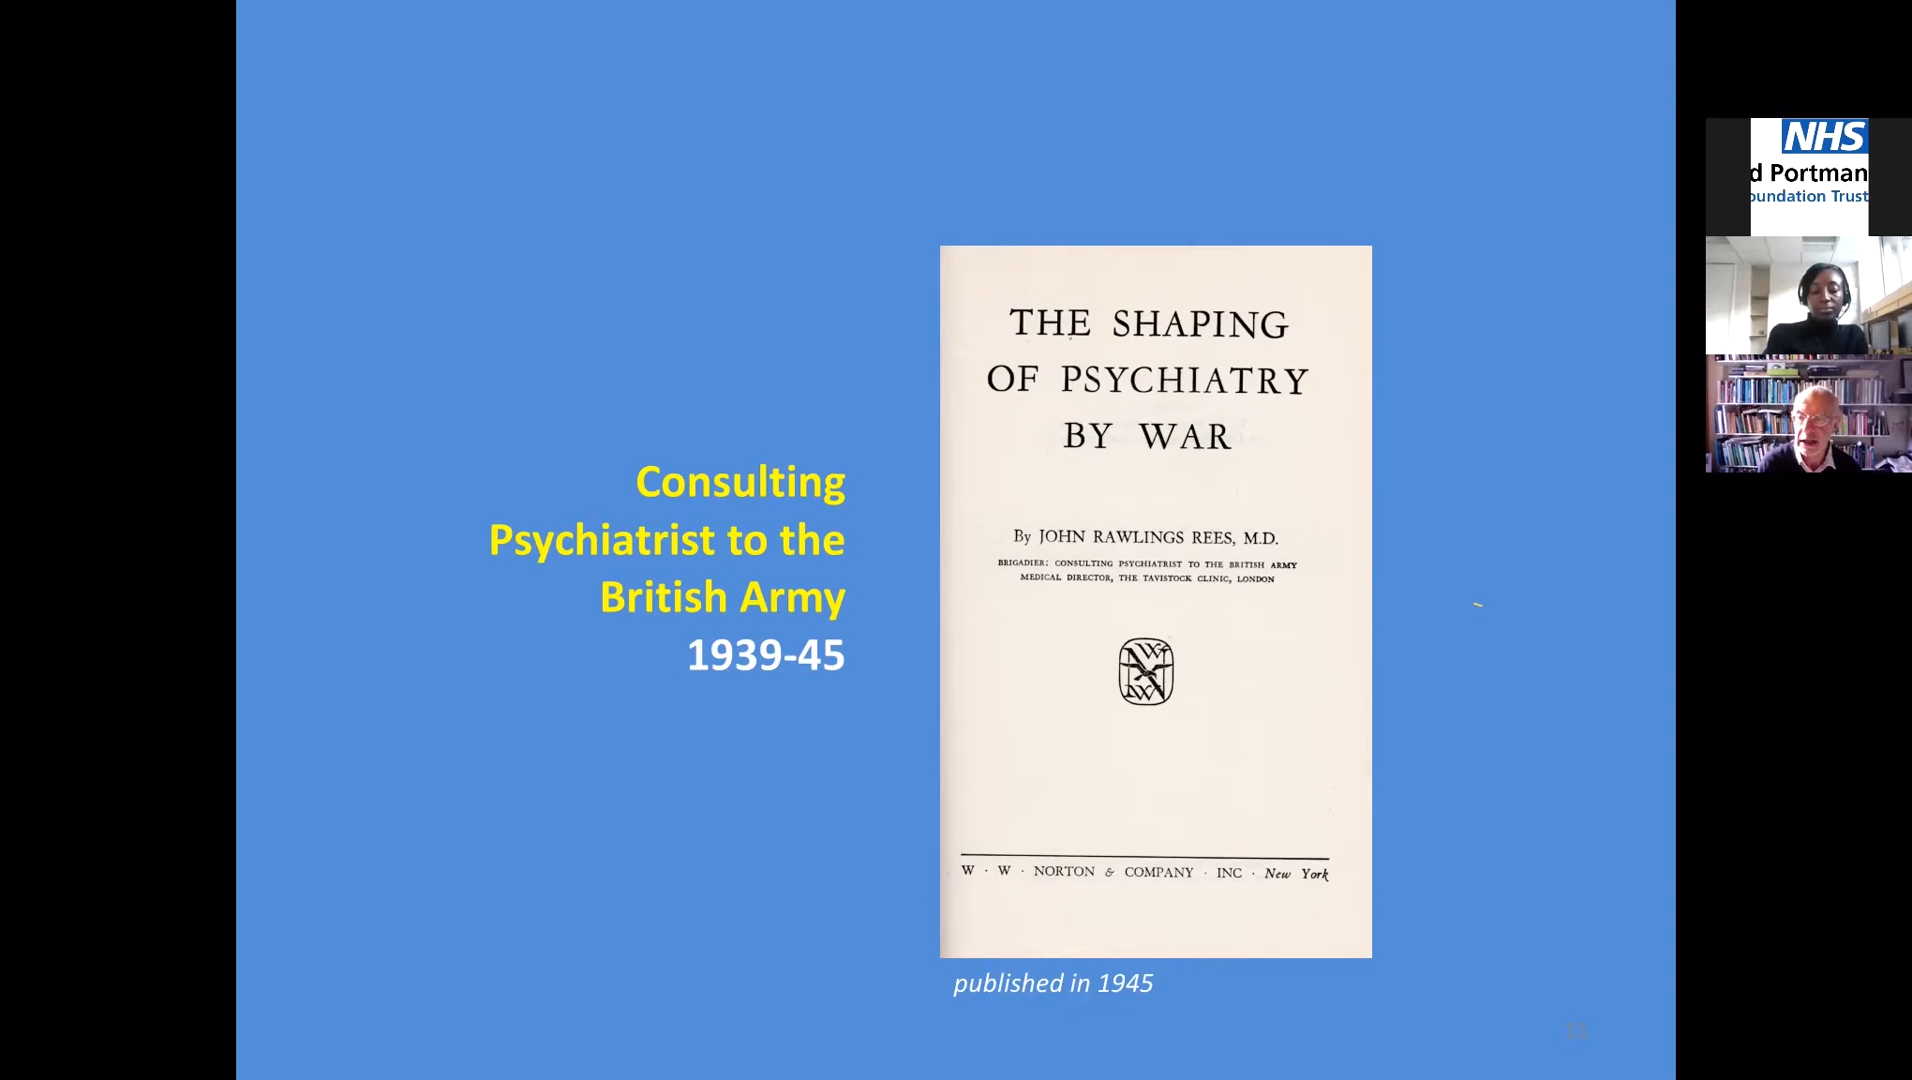 Consulting
Psychiatrist to the
British Army
1939-45
THE SHAPING
OF PSYCHIATRY
BY WAR
By JOHN RAWLINGS REES, M.D.
BRIGADIER: CONSULTING PSYCHIATRIST TO THE BRITISH ARMY
MEDICAL DIRECTOR, THE TAVISTOCK CLINIC, LONDON
W · W · NORTON & COMPANY · INC · New York
published in 1945
NHS
d Portman
oundation Trust